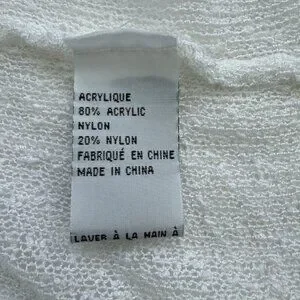 ACRYLIQUE
80% ACRYLIC
NYLON
20% NYLON
FABRIQUÉ EN CHINE
MADE IN CHINA
LAVER À LA MAIN À